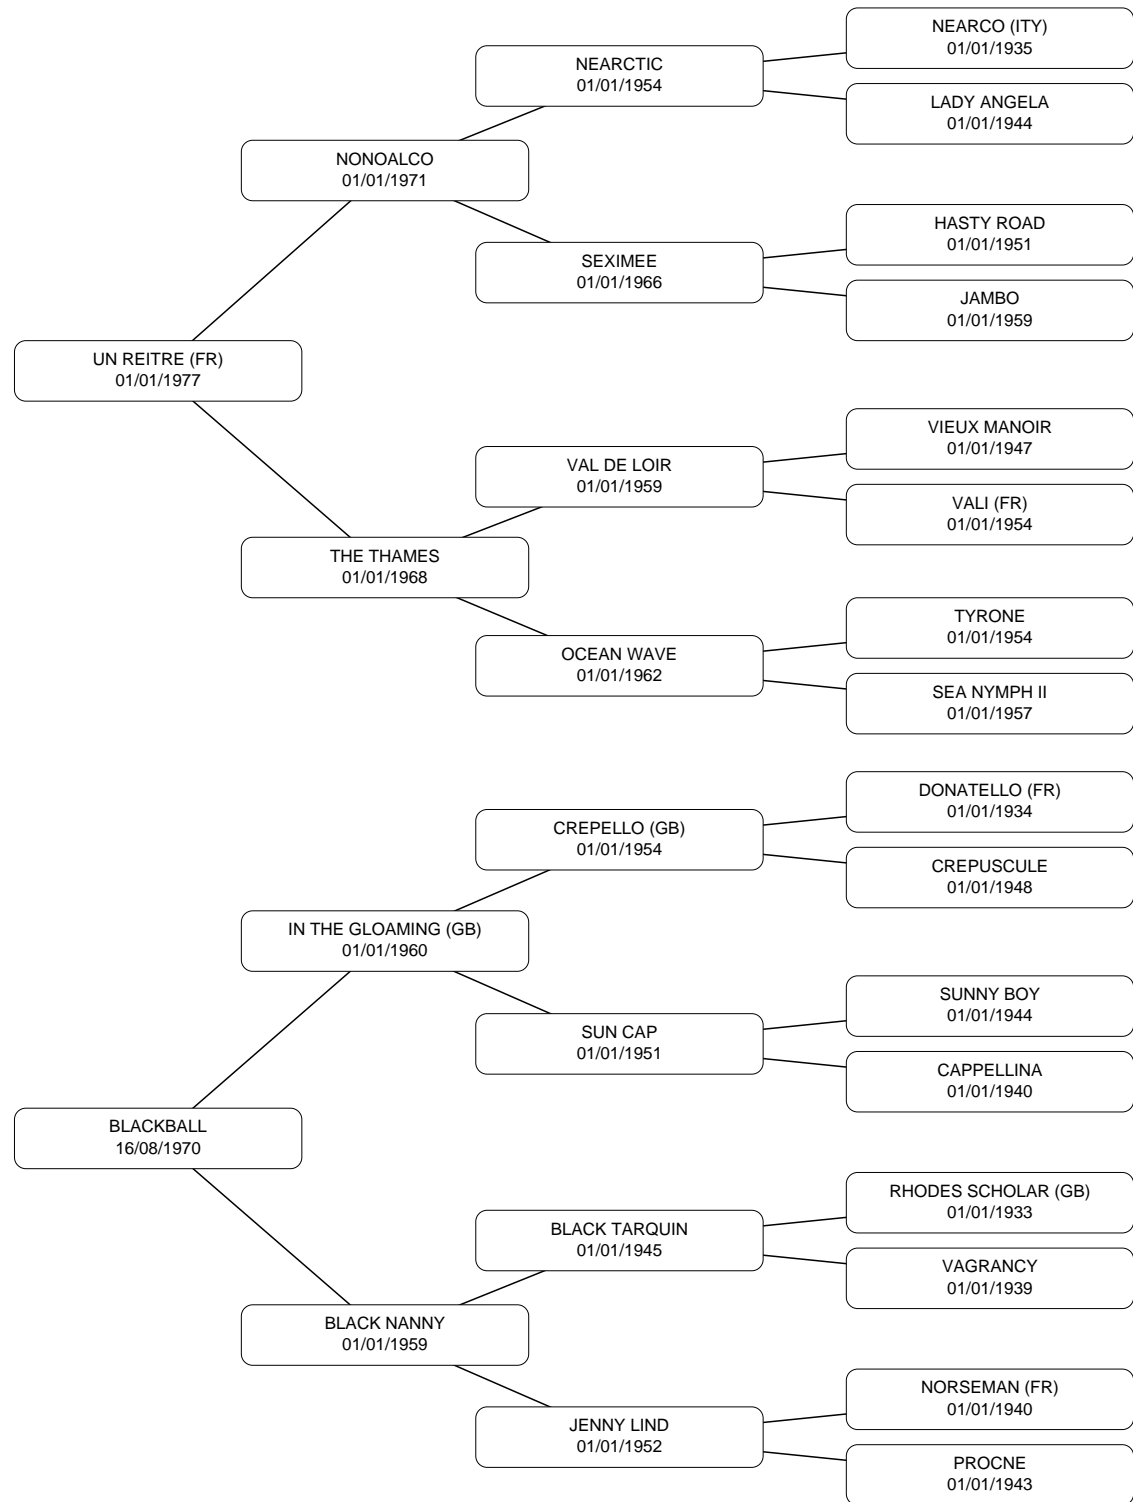 NEARCO (ITY)
01/01/1935
NEARCTIC
01/01/1954
LADY ANGELA
01/01/1944
NONOALCO
01/01/1971
HASTY ROAD
01/01/1951
SEXIMEE
01/01/1966
JAMBO
01/01/1959
UN REITRE (FR)
01/01/1977
VIEUX MANOIR
01/01/1947
VAL DE LOIR
01/01/1959
VALI (FR)
01/01/1954
THE THAMES
01/01/1968
TYRONE
01/01/1954
OCEAN WAVE
01/01/1962
SEA NYMPH II
01/01/1957
DONATELLO (FR)
01/01/1934
CREPELLO (GB)
01/01/1954
CREPUSCULE
01/01/1948
IN THE GLOAMING (GB)
01/01/1960
SUNNY BOY
01/01/1944
SUN CAP
01/01/1951
CAPPELLINA
01/01/1940
BLACKBALL
16/08/1970
RHODES SCHOLAR (GB)
01/01/1933
BLACK TARQUIN
01/01/1945
VAGRANCY
01/01/1939
BLACK NANNY
01/01/1959
NORSEMAN (FR)
01/01/1940
JENNY LIND
01/01/1952
PROCNE
01/01/1943